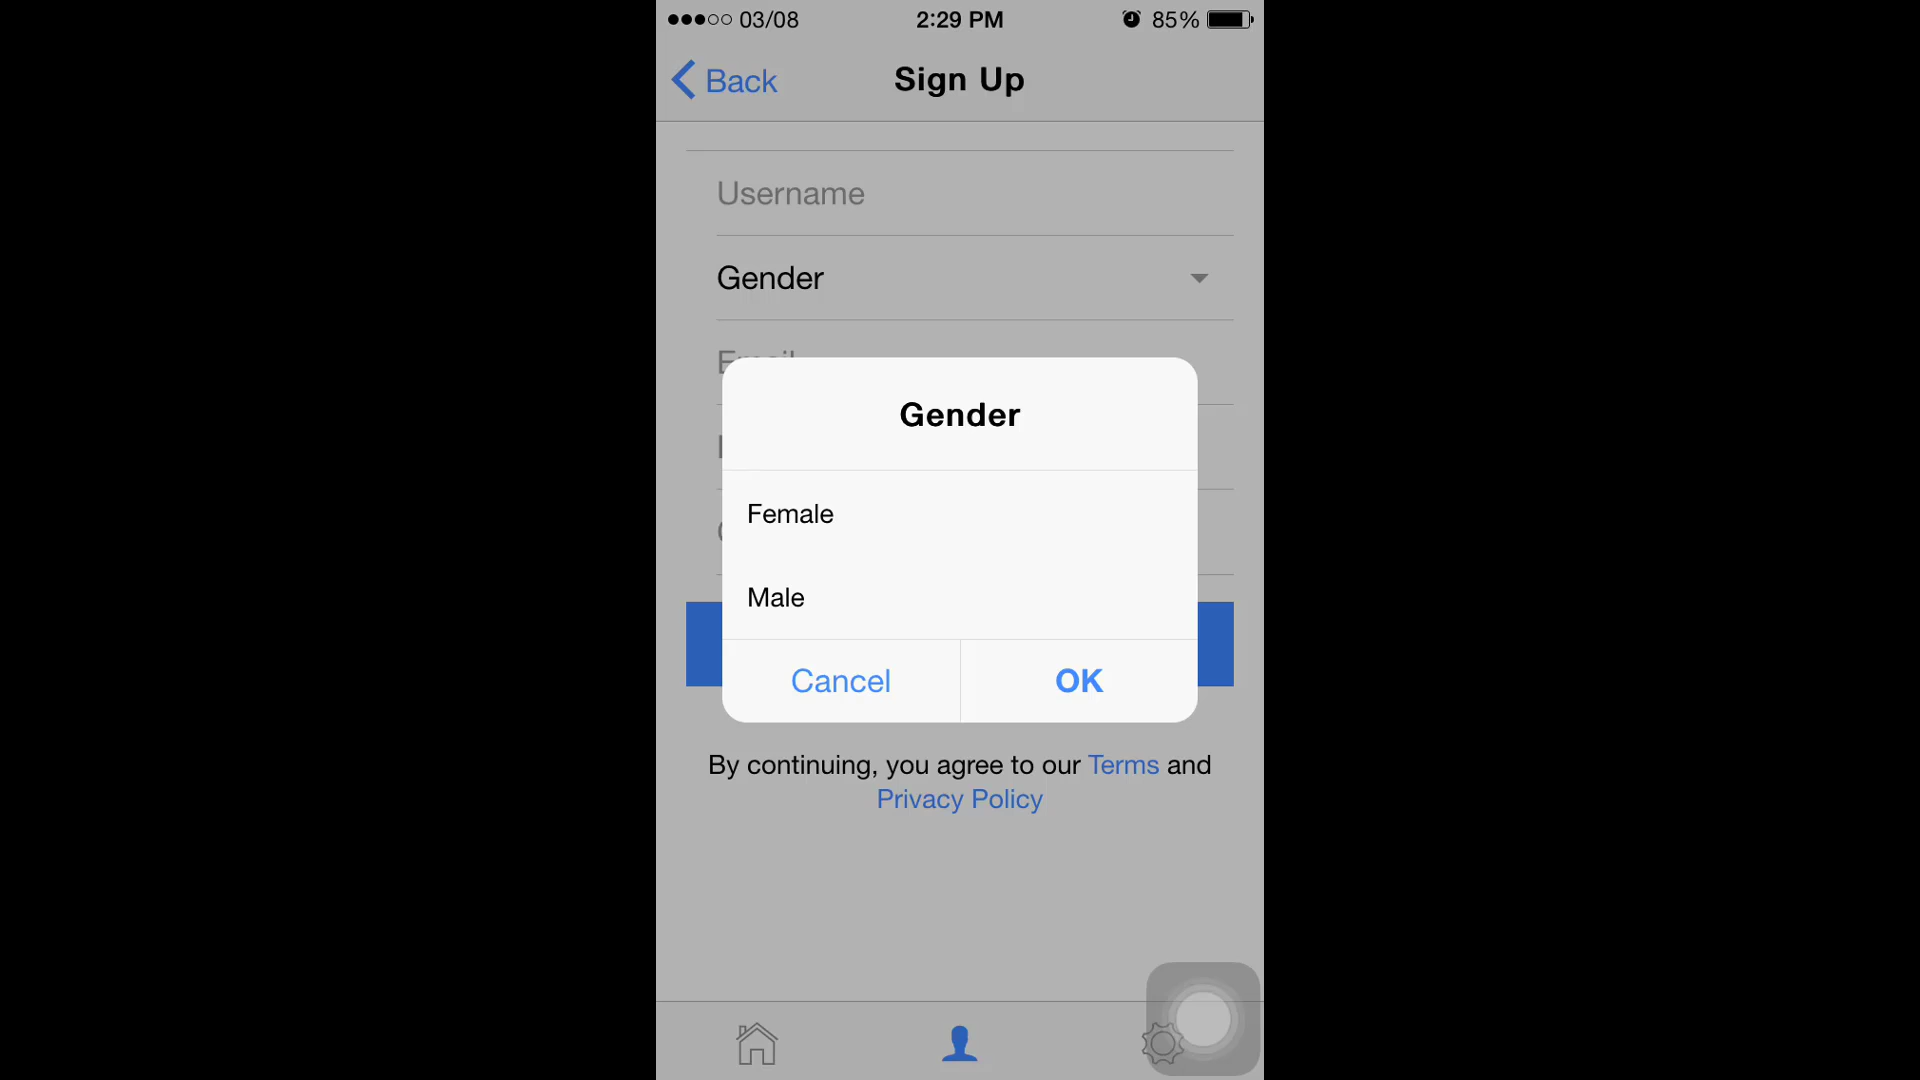 03/08 2:29 PM 85%
Back Sign Up
Username
Gender
Email
Gender
Female
Male
Cancel OK
By continuing, you agree to our Terms and
Privacy Policy